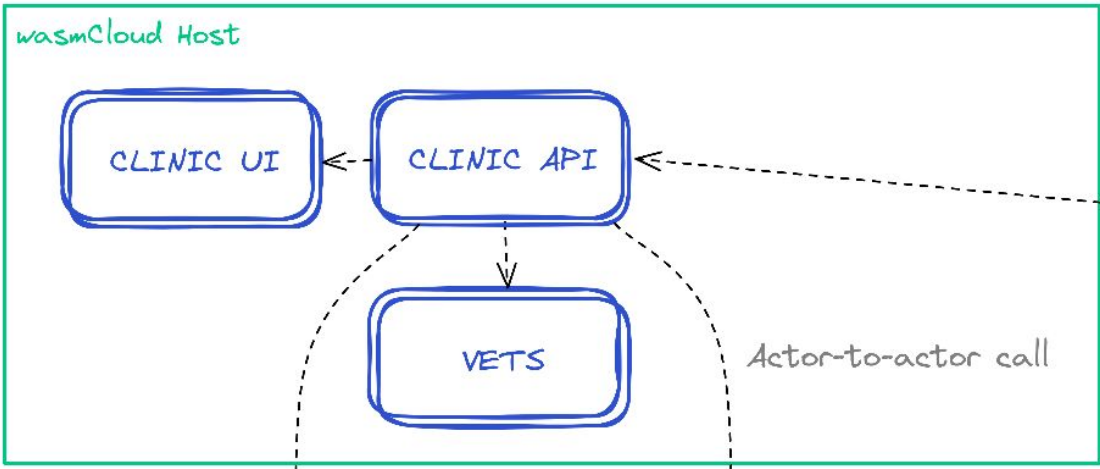 wasmCloud Host
CLINIC UI
CLINIC API
VETS
Actor-to-actor call